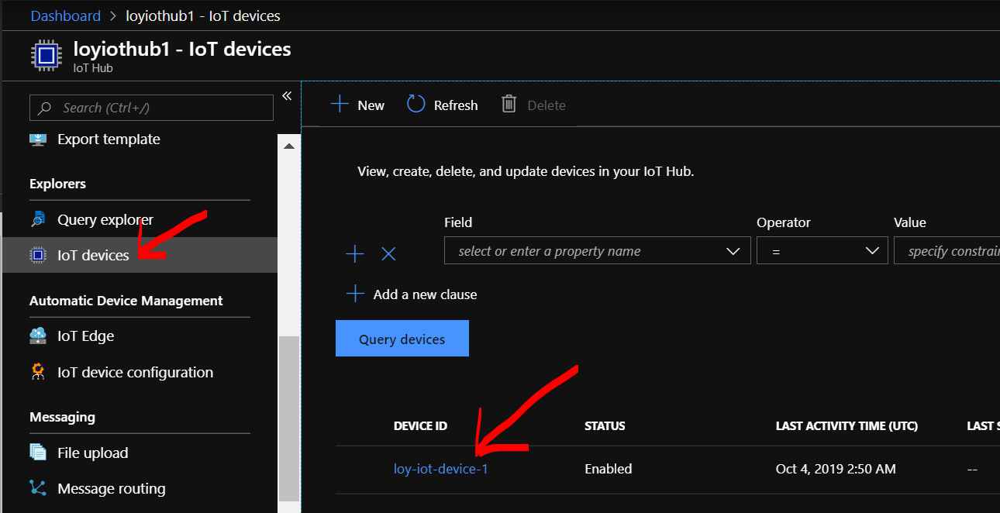 Dashboard > loyiothub1 - IoT devices
loyiothub1 - IoT devices
IoT Hub
Search (Ctrl+/)
«
Export template
Explorers
Query explorer
IoT devices
Automatic Device Management
IoT Edge
IoT device configuration
Messaging
File upload
Message routing
New Refresh Delete
View, create, delete, and update devices in your IoT Hub.
Field Operator Value
select or enter a property name = specify constrain
Add a new clause
Query devices
DEVICE ID STATUS LAST ACTIVITY TIME (UTC) LAST S
loy-iot-device-1 Enabled Oct 4, 2019 2:50 AM --